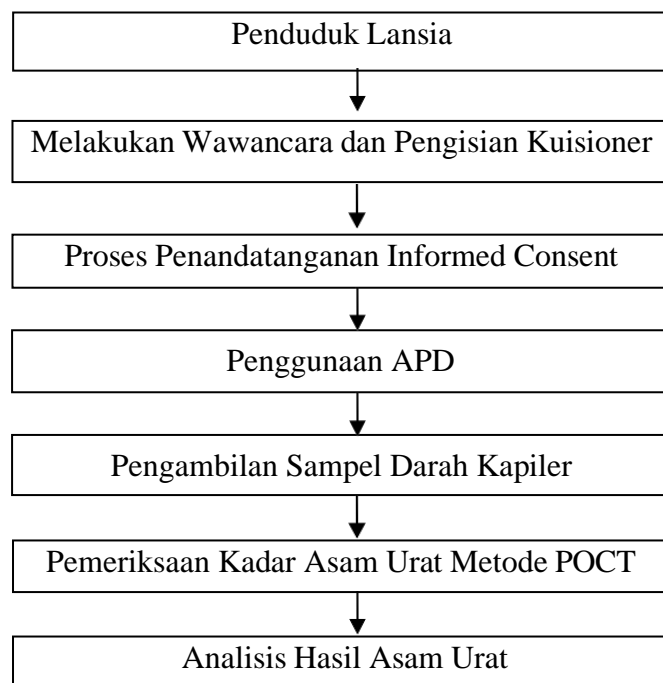 Penduduk Lansia
Melakukan Wawancara dan Pengisian Kuisioner
Proses Penandatanganan Informed Consent
Penggunaan APD
Pengambilan Sampel Darah Kapiler
Pemeriksaan Kadar Asam Urat Metode POCT
Analisis Hasil Asam Urat